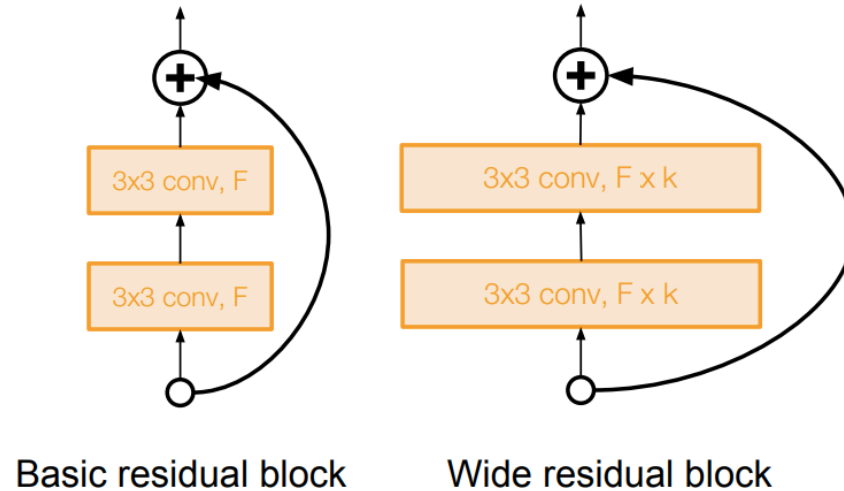 +
+
3x3 conv, F
3x3 conv, F x k
3x3 conv, F
3x3 conv, F x k
Basic residual block
Wide residual block